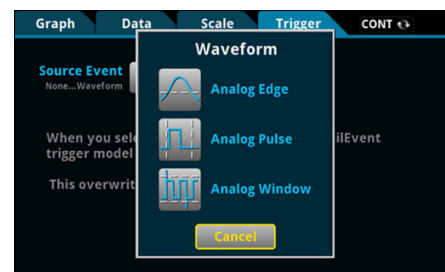 Graph Data Scale Trigger CONT
Waveform
Source Event
None...Waveform
Analog Edge
When you sele
ilEvent
trigger model
Analog Pulse
This overwrit
Analog Window
Cancel